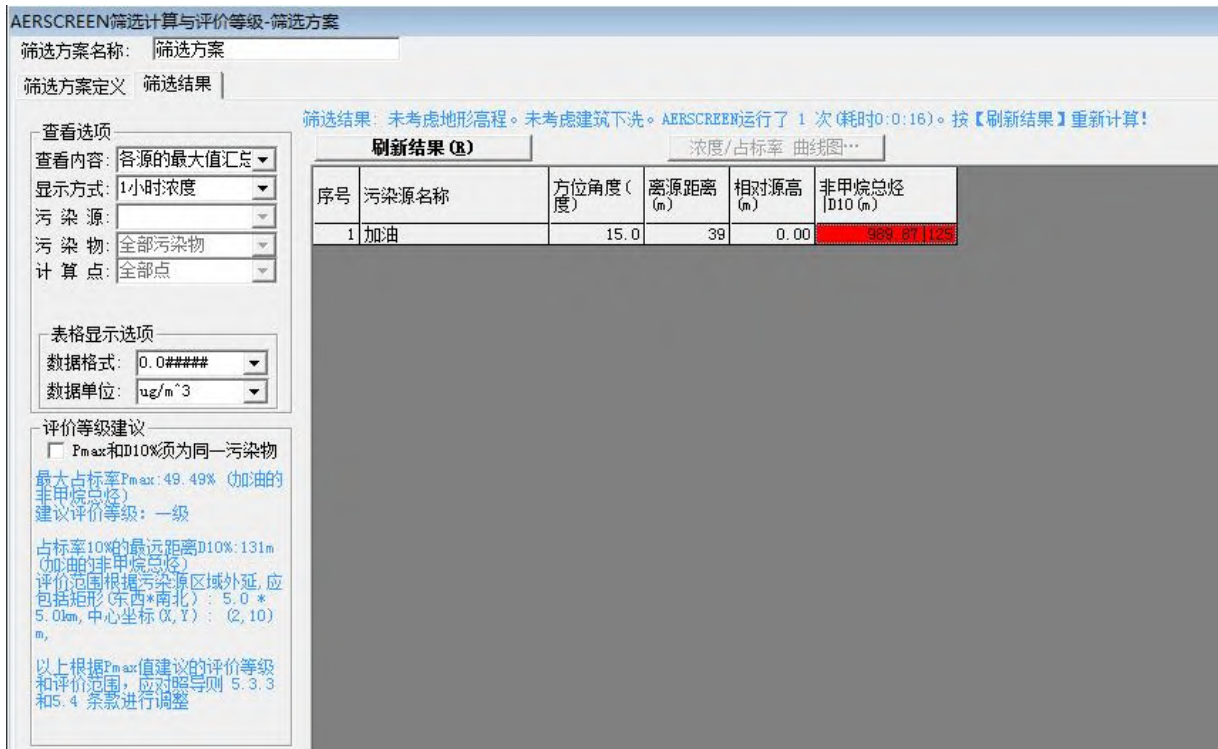 AERSCREEN筛选计算与评价等级-筛选方案
筛选方案名称: 筛选方案
筛选方案定义 筛选结果
筛选结果: 未考虑地形高程。未考虑建筑下洗。AERSCREEN运行了 1 次(耗时0:0:16)。按【刷新结果】重新计算!
刷新结果(R) 浓度/占标率 曲线图…
查看选项
查看内容: 各源的最大值汇总
显示方式: 1小时浓度
污 染 源:
污 染 物: 全部污染物
计 算 点: 全部点
序号 污染源名称 方位角度(度) 离源距离(m) 相对源高(m) 非甲烷总烃|D10(m)
1 加油 15.0 39 0.00 989.87|125
表格显示选项
数据格式: 0.0#####
数据单位: ug/m^3
评价等级建议
Pmax和D10%须为同一污染物
最大占标率Pmax:49.49% (加油的
非甲烷总烃)
建议评价等级: 一级
占标率10%的最远距离D10%:131m
(加油的非甲烷总烃)
评价范围根据污染源区域外延,应
包括矩形(东西*南北): 5.0 *
5.0km,中心坐标(X,Y): (2,10)
m,
以上根据Pmax值建议的评价等级
和评价范围,应对照导则 5.3.3
和5.4 条款进行调整